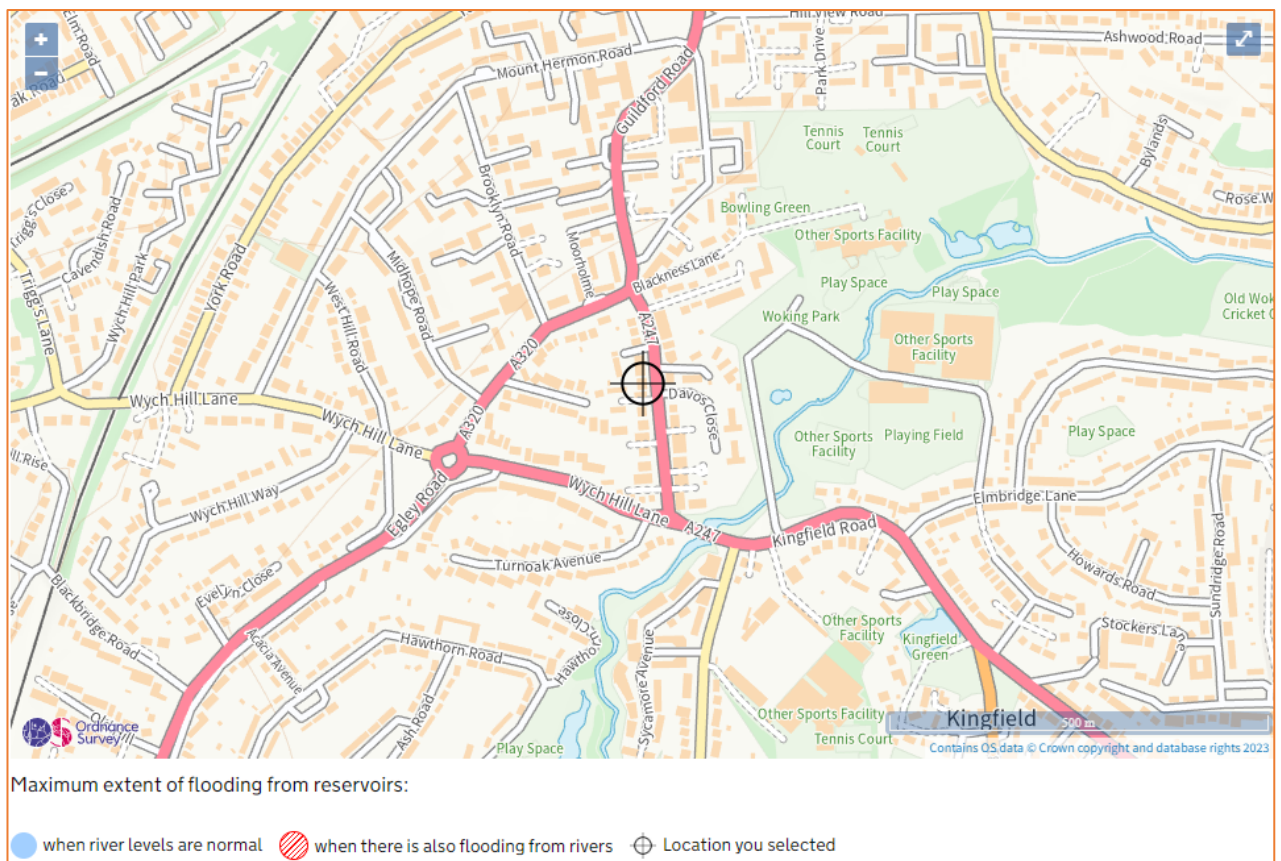 +
−
Elm Road
Hill View Road
Ashwood Road
Mount Hermon Road
Guildford Road
Park Drive
Tennis
Court
Tennis
Court
Bylands
Trigg's Close
Cavendish Road
Wych Hill Park
Trigg's Lane
York Road
Brooklyn Road
Moorholme
Midhope Road
West Hill Road
Bowling Green
Other Sports Facility
Blackness Lane
Play Space
Play Space
Woking Park
Other Sports
Facility
A247
A320
A320
Davos Close
Wych Hill Lane
Wych Hill Lane
Other Sports
Facility
Playing Field
Play Space
Wych Hill Way
Egley Road
Wych Hill Lane
A247
Kingfield Road
Elmbridge Lane
Turnoak Avenue
Howards Road
Sundridge Road
Blackbridge Road
Evelyn Close
Acacia Avenue
Hawthorn Road
Sycamore Avenue
Ash Road
Other Sports
Facility
Kingfield
Green
Stockers Lane
Play Space
Other Sports Facility
Tennis Court
Kingfield
500 m
Ordnance
Survey
Contains OS data © Crown copyright and database rights 2023
Maximum extent of flooding from reservoirs:
when river levels are normal when there is also flooding from rivers Location you selected